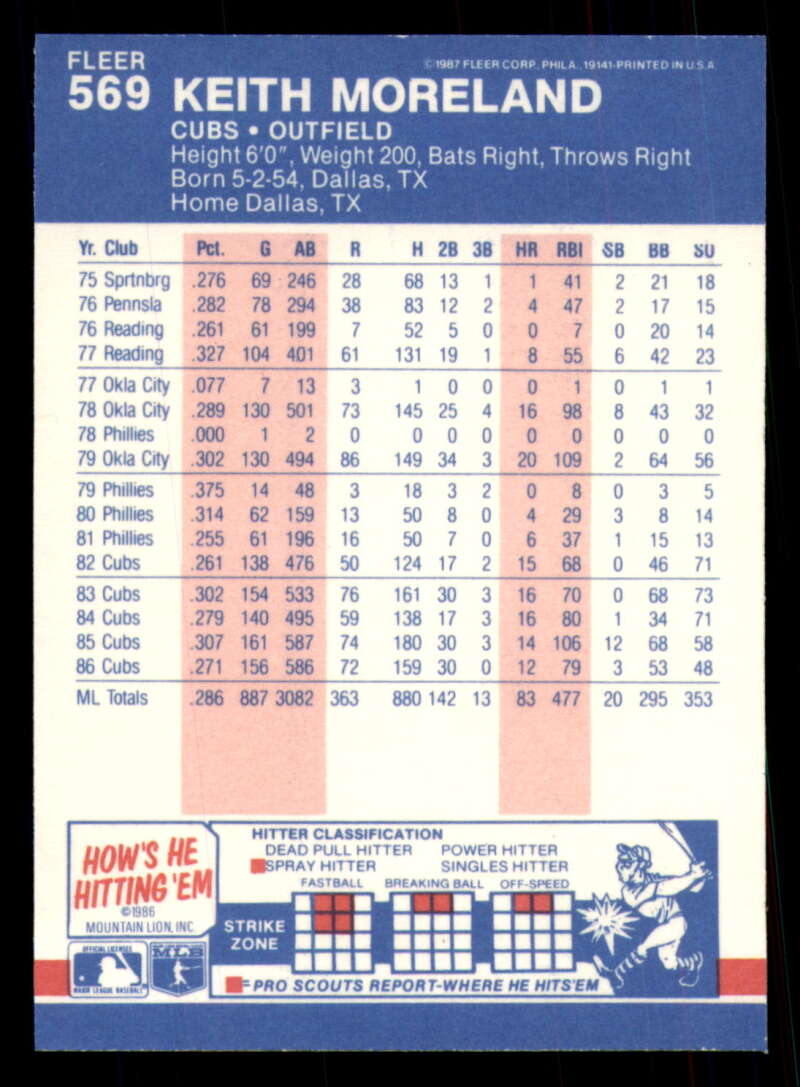 FLEER ©1987 FLEER CORP. PHILA., 19141-PRINTED IN U.S.A
569 KEITH MORELAND
CUBS • OUTFIELD
Height 6'0", Weight 200, Bats Right, Throws Right
Born 5-2-54, Dallas, TX
Home Dallas, TX
Yr. Club Pct. G AB R H 2B 3B HR RBI SB BB SU
75 Sprtnbrg .276 69 246 28 68 13 1 1 41 2 21 18
76 Pennsla .282 78 294 38 83 12 2 4 47 2 17 15
76 Reading .261 61 199 7 52 5 0 0 7 0 20 14
77 Reading .327 104 401 61 131 19 1 8 55 6 42 23
77 Okla City .077 7 13 3 1 0 0 0 1 0 1 1
78 Okla City .289 130 501 73 145 25 4 16 98 8 43 32
78 Phillies .000 1 2 0 0 0 0 0 0 0 0 0
79 Okla City .302 130 494 86 149 34 3 20 109 2 64 56
79 Phillies .375 14 48 3 18 3 2 0 8 0 3 5
80 Phillies .314 62 159 13 50 8 0 4 29 3 8 14
81 Phillies .255 61 196 16 50 7 0 6 37 1 15 13
82 Cubs .261 138 476 50 124 17 2 15 68 0 46 71
83 Cubs .302 154 533 76 161 30 3 16 70 0 68 73
84 Cubs .279 140 495 59 138 17 3 16 80 1 34 71
85 Cubs .307 161 587 74 180 30 3 14 106 12 68 58
86 Cubs .271 156 586 72 159 30 0 12 79 3 53 48
ML Totals .286 887 3082 363 880 142 13 83 477 20 295 353
HOW'S HE
HITTING 'EM
©1986
MOUNTAIN LION, INC
HITTER CLASSIFICATION
DEAD PULL HITTER POWER HITTER
SPRAY HITTER SINGLES HITTER
FASTBALL BREAKING BALL OFF-SPEED
STRIKE
ZONE
= PRO SCOUTS REPORT-WHERE HE HITS 'EM
OFFICIAL LICENSEE
MAJOR LEAGUE BASEBALL
MLB